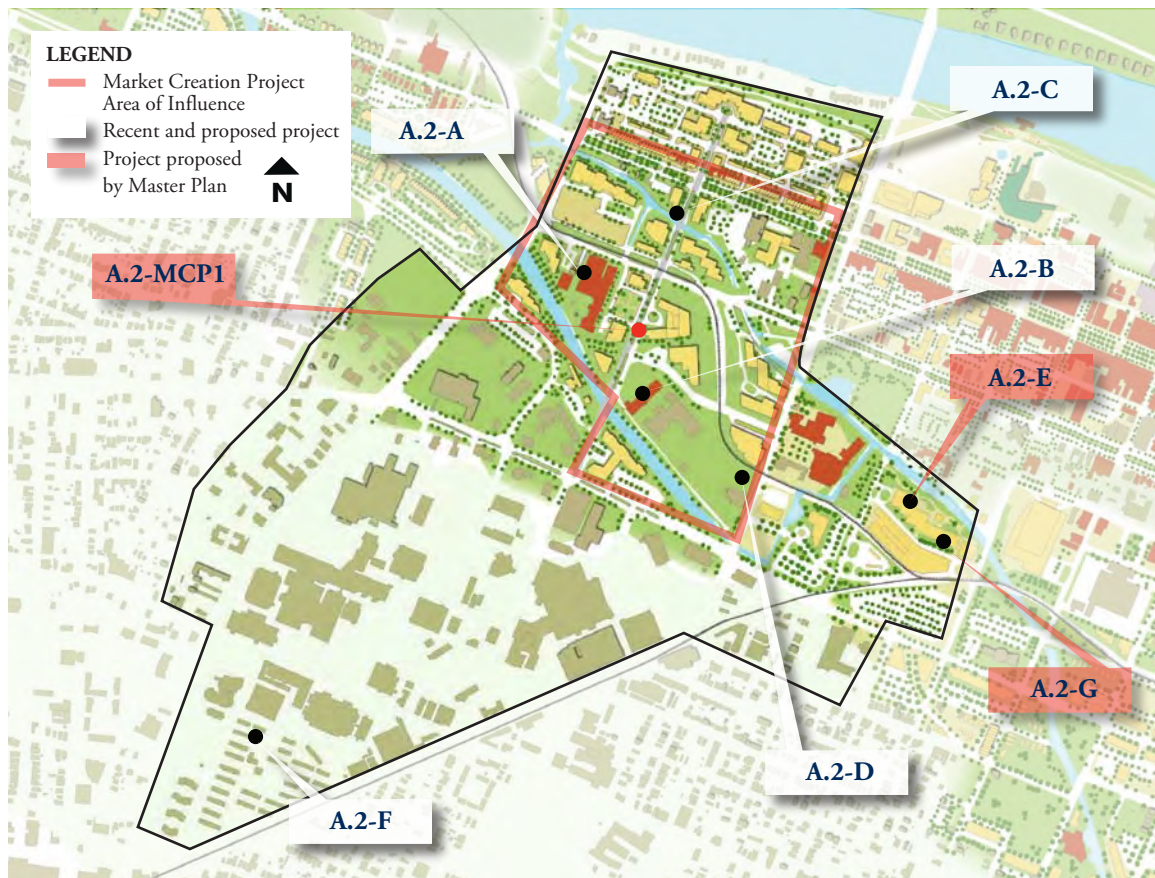 LEGEND
Market Creation Project
Area of Influence
Recent and proposed project
Project proposed
by Master Plan
N
A.2-A
A.2-C
A.2-MCP1
A.2-B
A.2-E
A.2-G
A.2-D
A.2-F